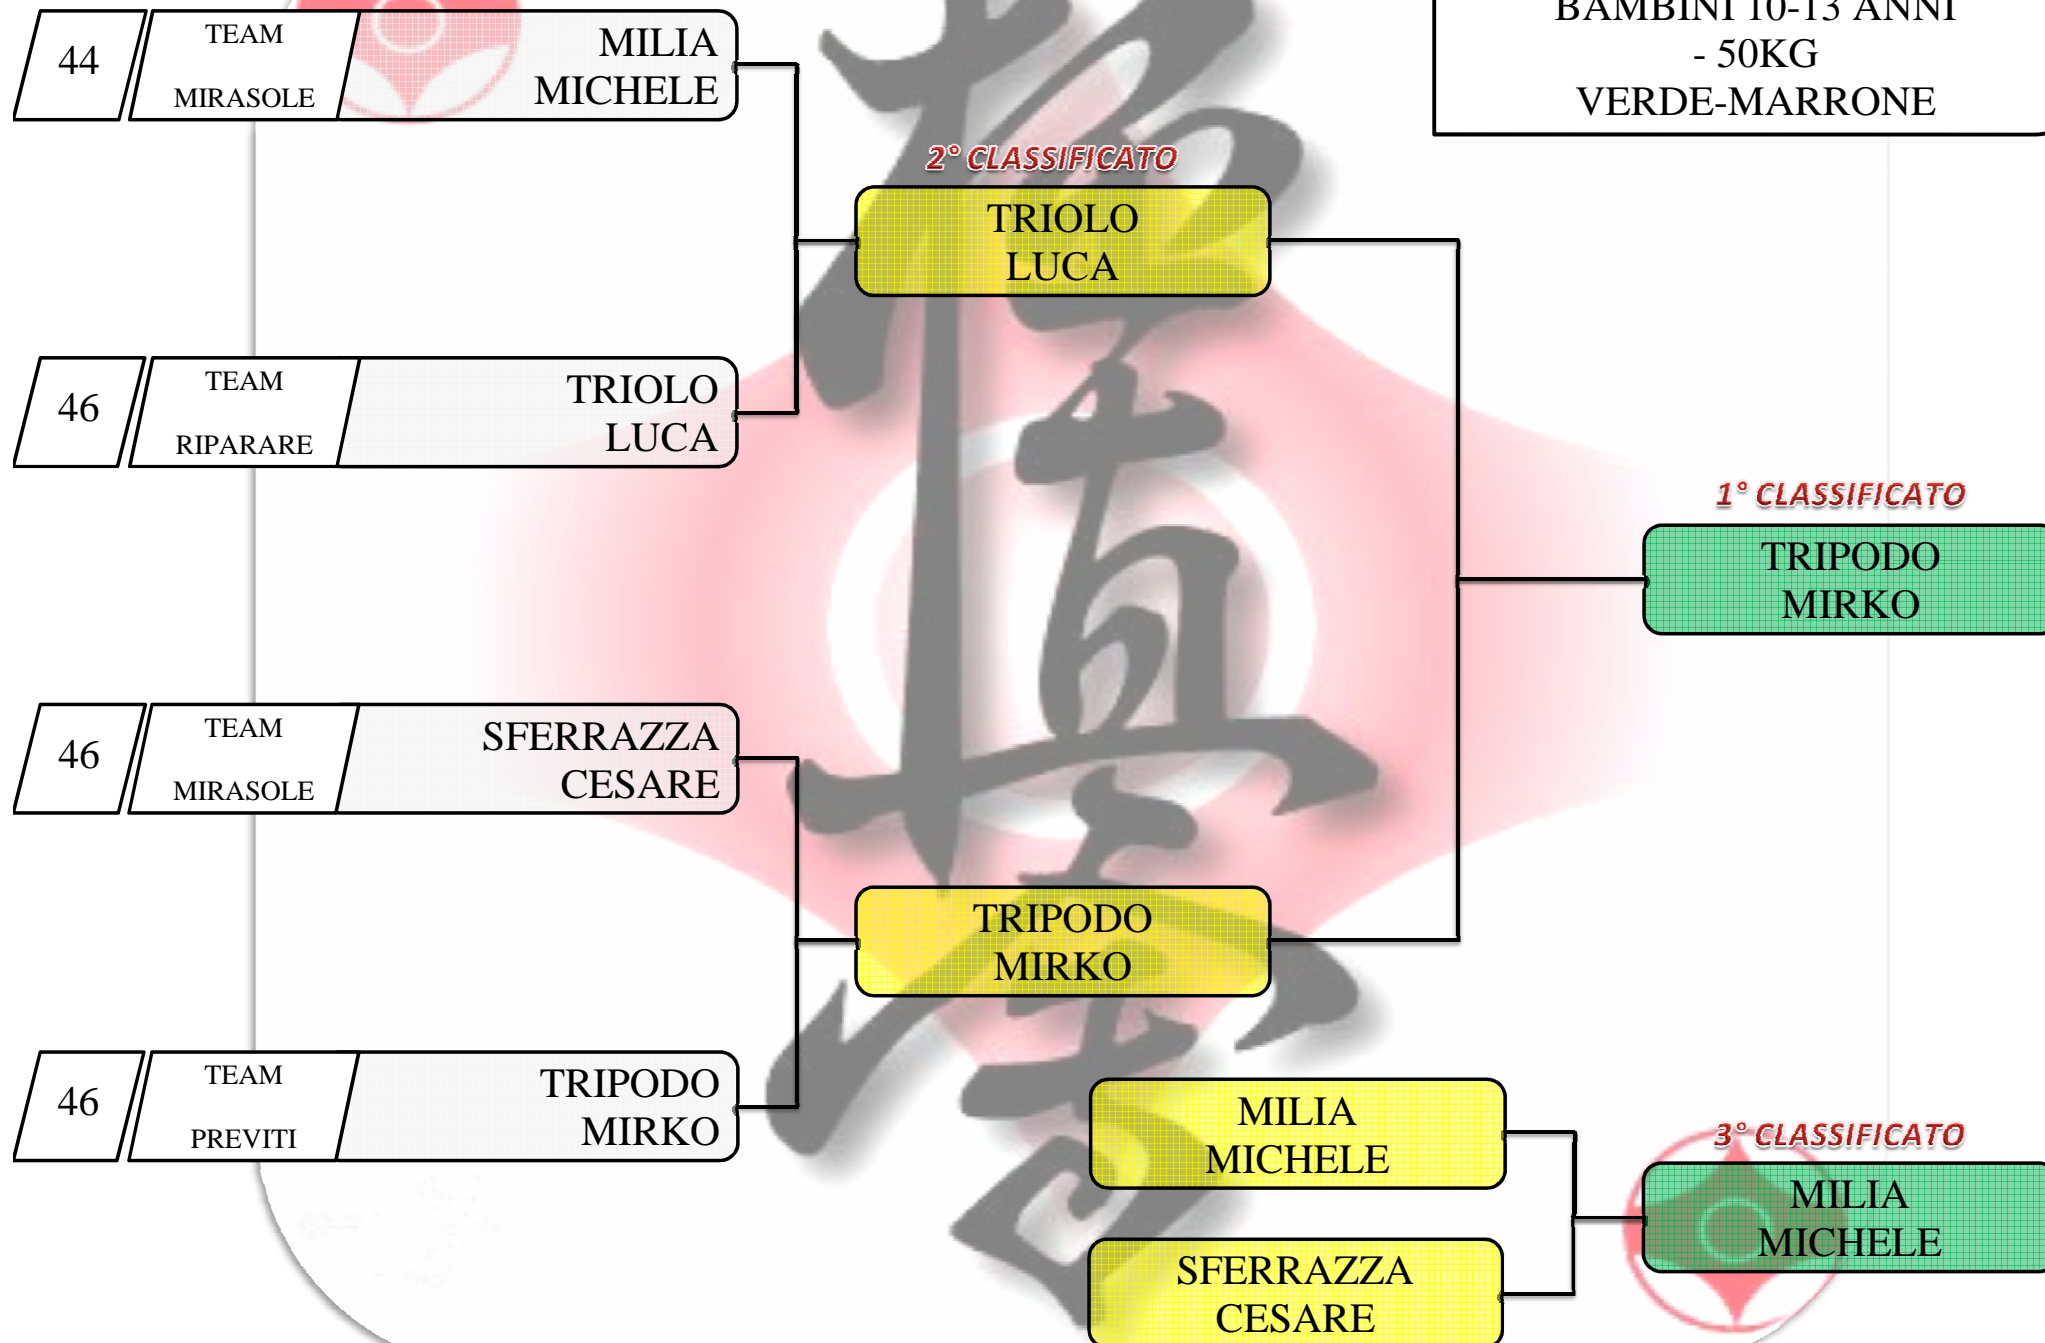 BAMBINI 10-13 ANNI
- 50KG
VERDE-MARRONE
44
TEAM
MIRASOLE
MILIA
MICHELE
2° CLASSIFICATO
TRIOLO
LUCA
46
TEAM
RIPARARE
TRIOLO
LUCA
1° CLASSIFICATO
TRIPODO
MIRKO
46
TEAM
MIRASOLE
SFERRAZZA
CESARE
TRIPODO
MIRKO
46
TEAM
PREVITI
TRIPODO
MIRKO
MILIA
MICHELE
3° CLASSIFICATO
MILIA
MICHELE
SFERRAZZA
CESARE